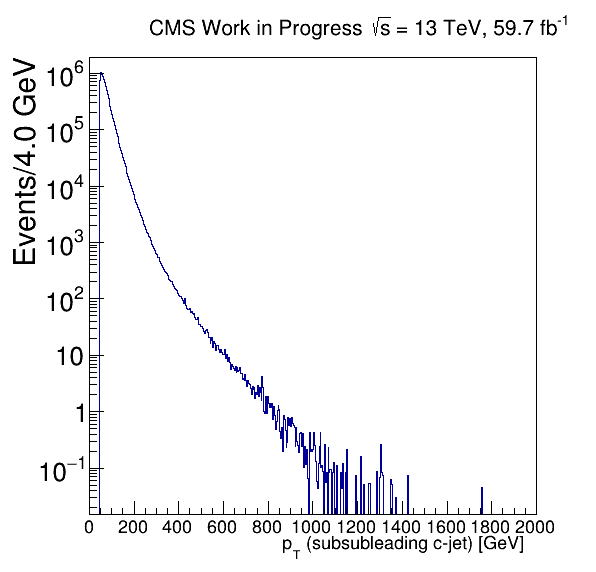 CMS Work in Progress √s = 13 TeV, 59.7 fb⁻¹
Events/4.0 GeV
10⁶
10⁵
10⁴
10³
10²
10
1
10⁻¹
0 200 400 600 800 1000 1200 1400 1600 1800 2000
p_T (subsubleading c-jet) [GeV]